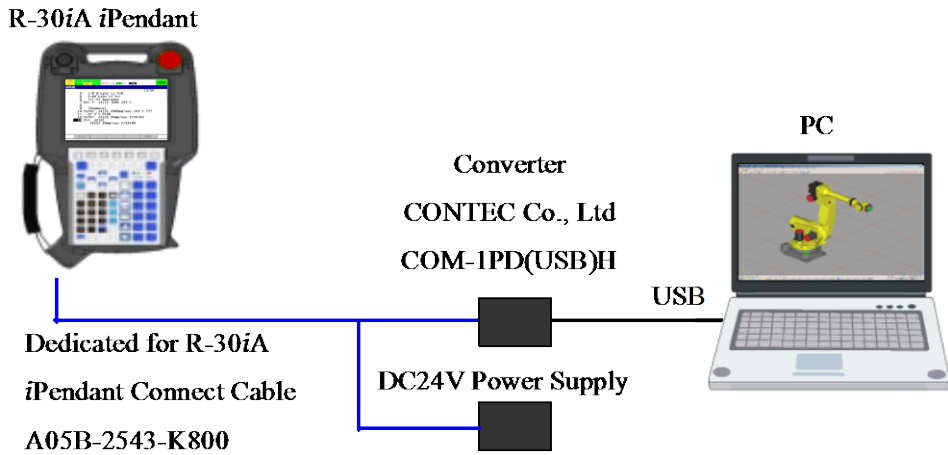 R-30iA iPendant
PC
Converter
CONTEC Co., Ltd
COM-1PD(USB)H
USB
Dedicated for R-30iA
iPendant Connect Cable
A05B-2543-K800
DC24V Power Supply